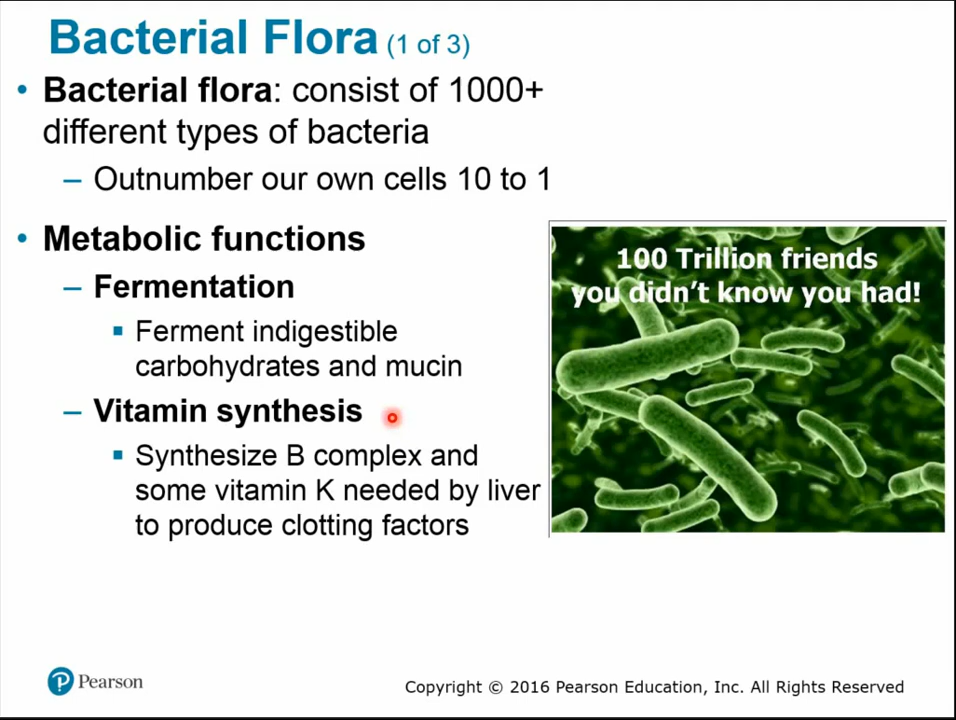 Bacterial Flora (1 of 3)
• Bacterial flora: consist of 1000+
different types of bacteria
– Outnumber our own cells 10 to 1
• Metabolic functions
– Fermentation
▪ Ferment indigestible
carbohydrates and mucin
– Vitamin synthesis
▪ Synthesize B complex and
some vitamin K needed by liver
to produce clotting factors
100 Trillion friends
you didn't know you had!
Pearson
Copyright © 2016 Pearson Education, Inc. All Rights Reserved